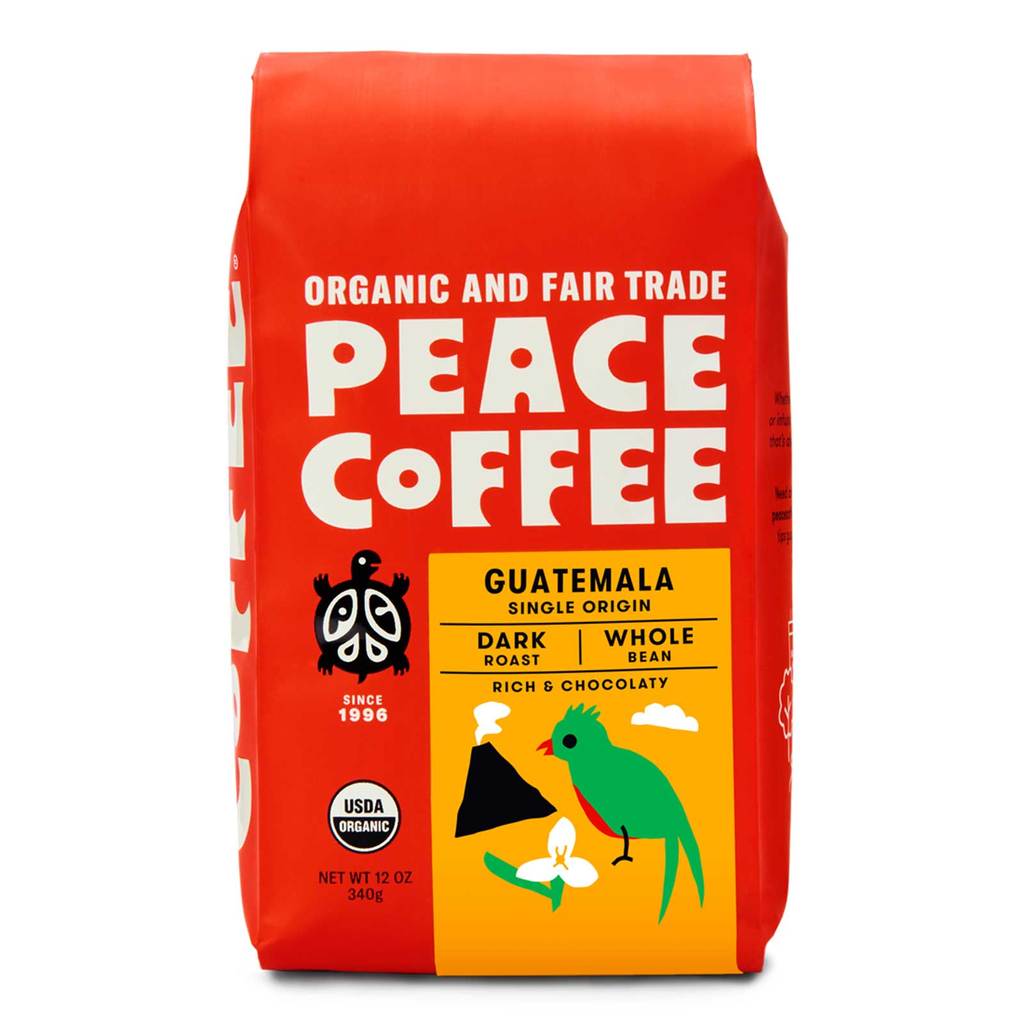 ORGANIC AND FAIR TRADE
PEACE
COFFEE
GUATEMALA
SINGLE ORIGIN
DARK
ROAST
WHOLE
BEAN
RICH & CHOCOLATY
PC
SINCE
1996
USDA
ORGANIC
NET WT 12 OZ
340g